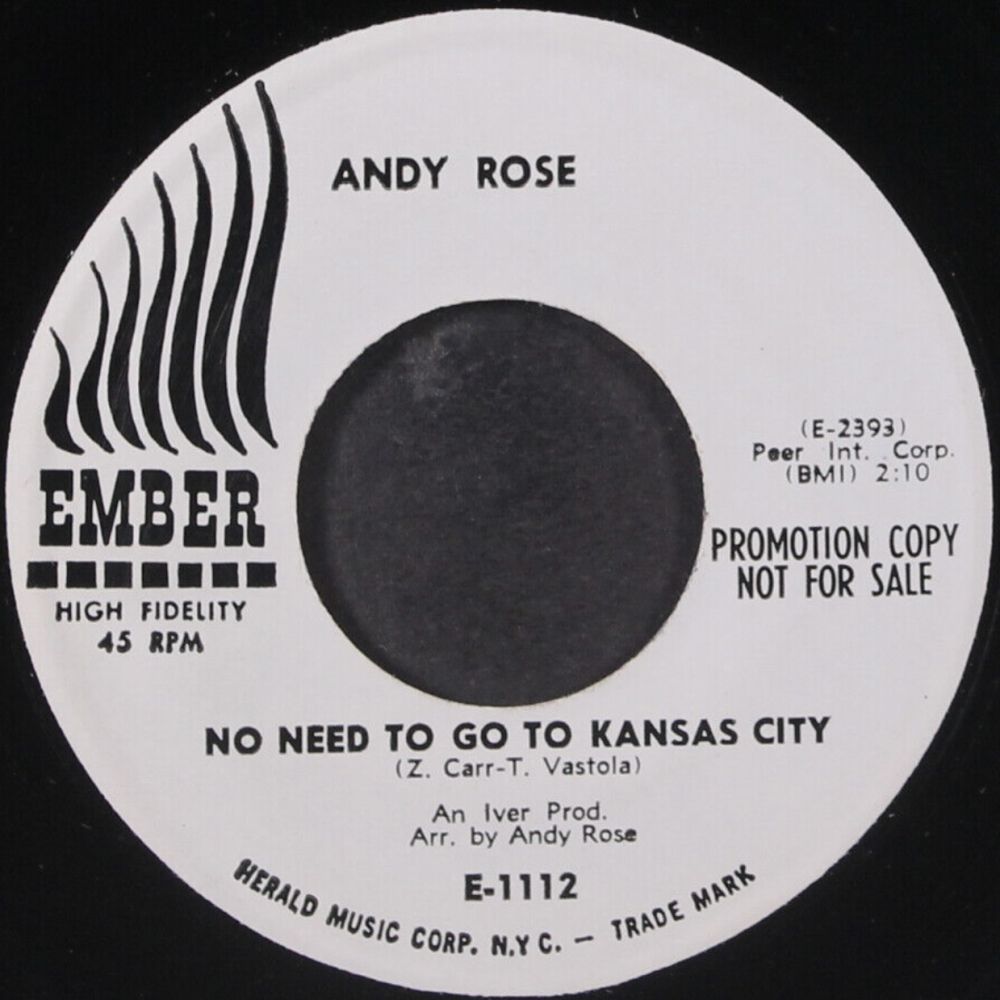 ANDY ROSE
(E-2393)
Peer Int. Corp.
(BMI) 2:10
EMBER
PROMOTION COPY
NOT FOR SALE
HIGH FIDELITY
45 RPM
NO NEED TO GO TO KANSAS CITY
(Z. Carr-T. Vastola)
An Iver Prod.
Arr. by Andy Rose
E-1112
HERALD MUSIC CORP. N.Y C. — TRADE MARK